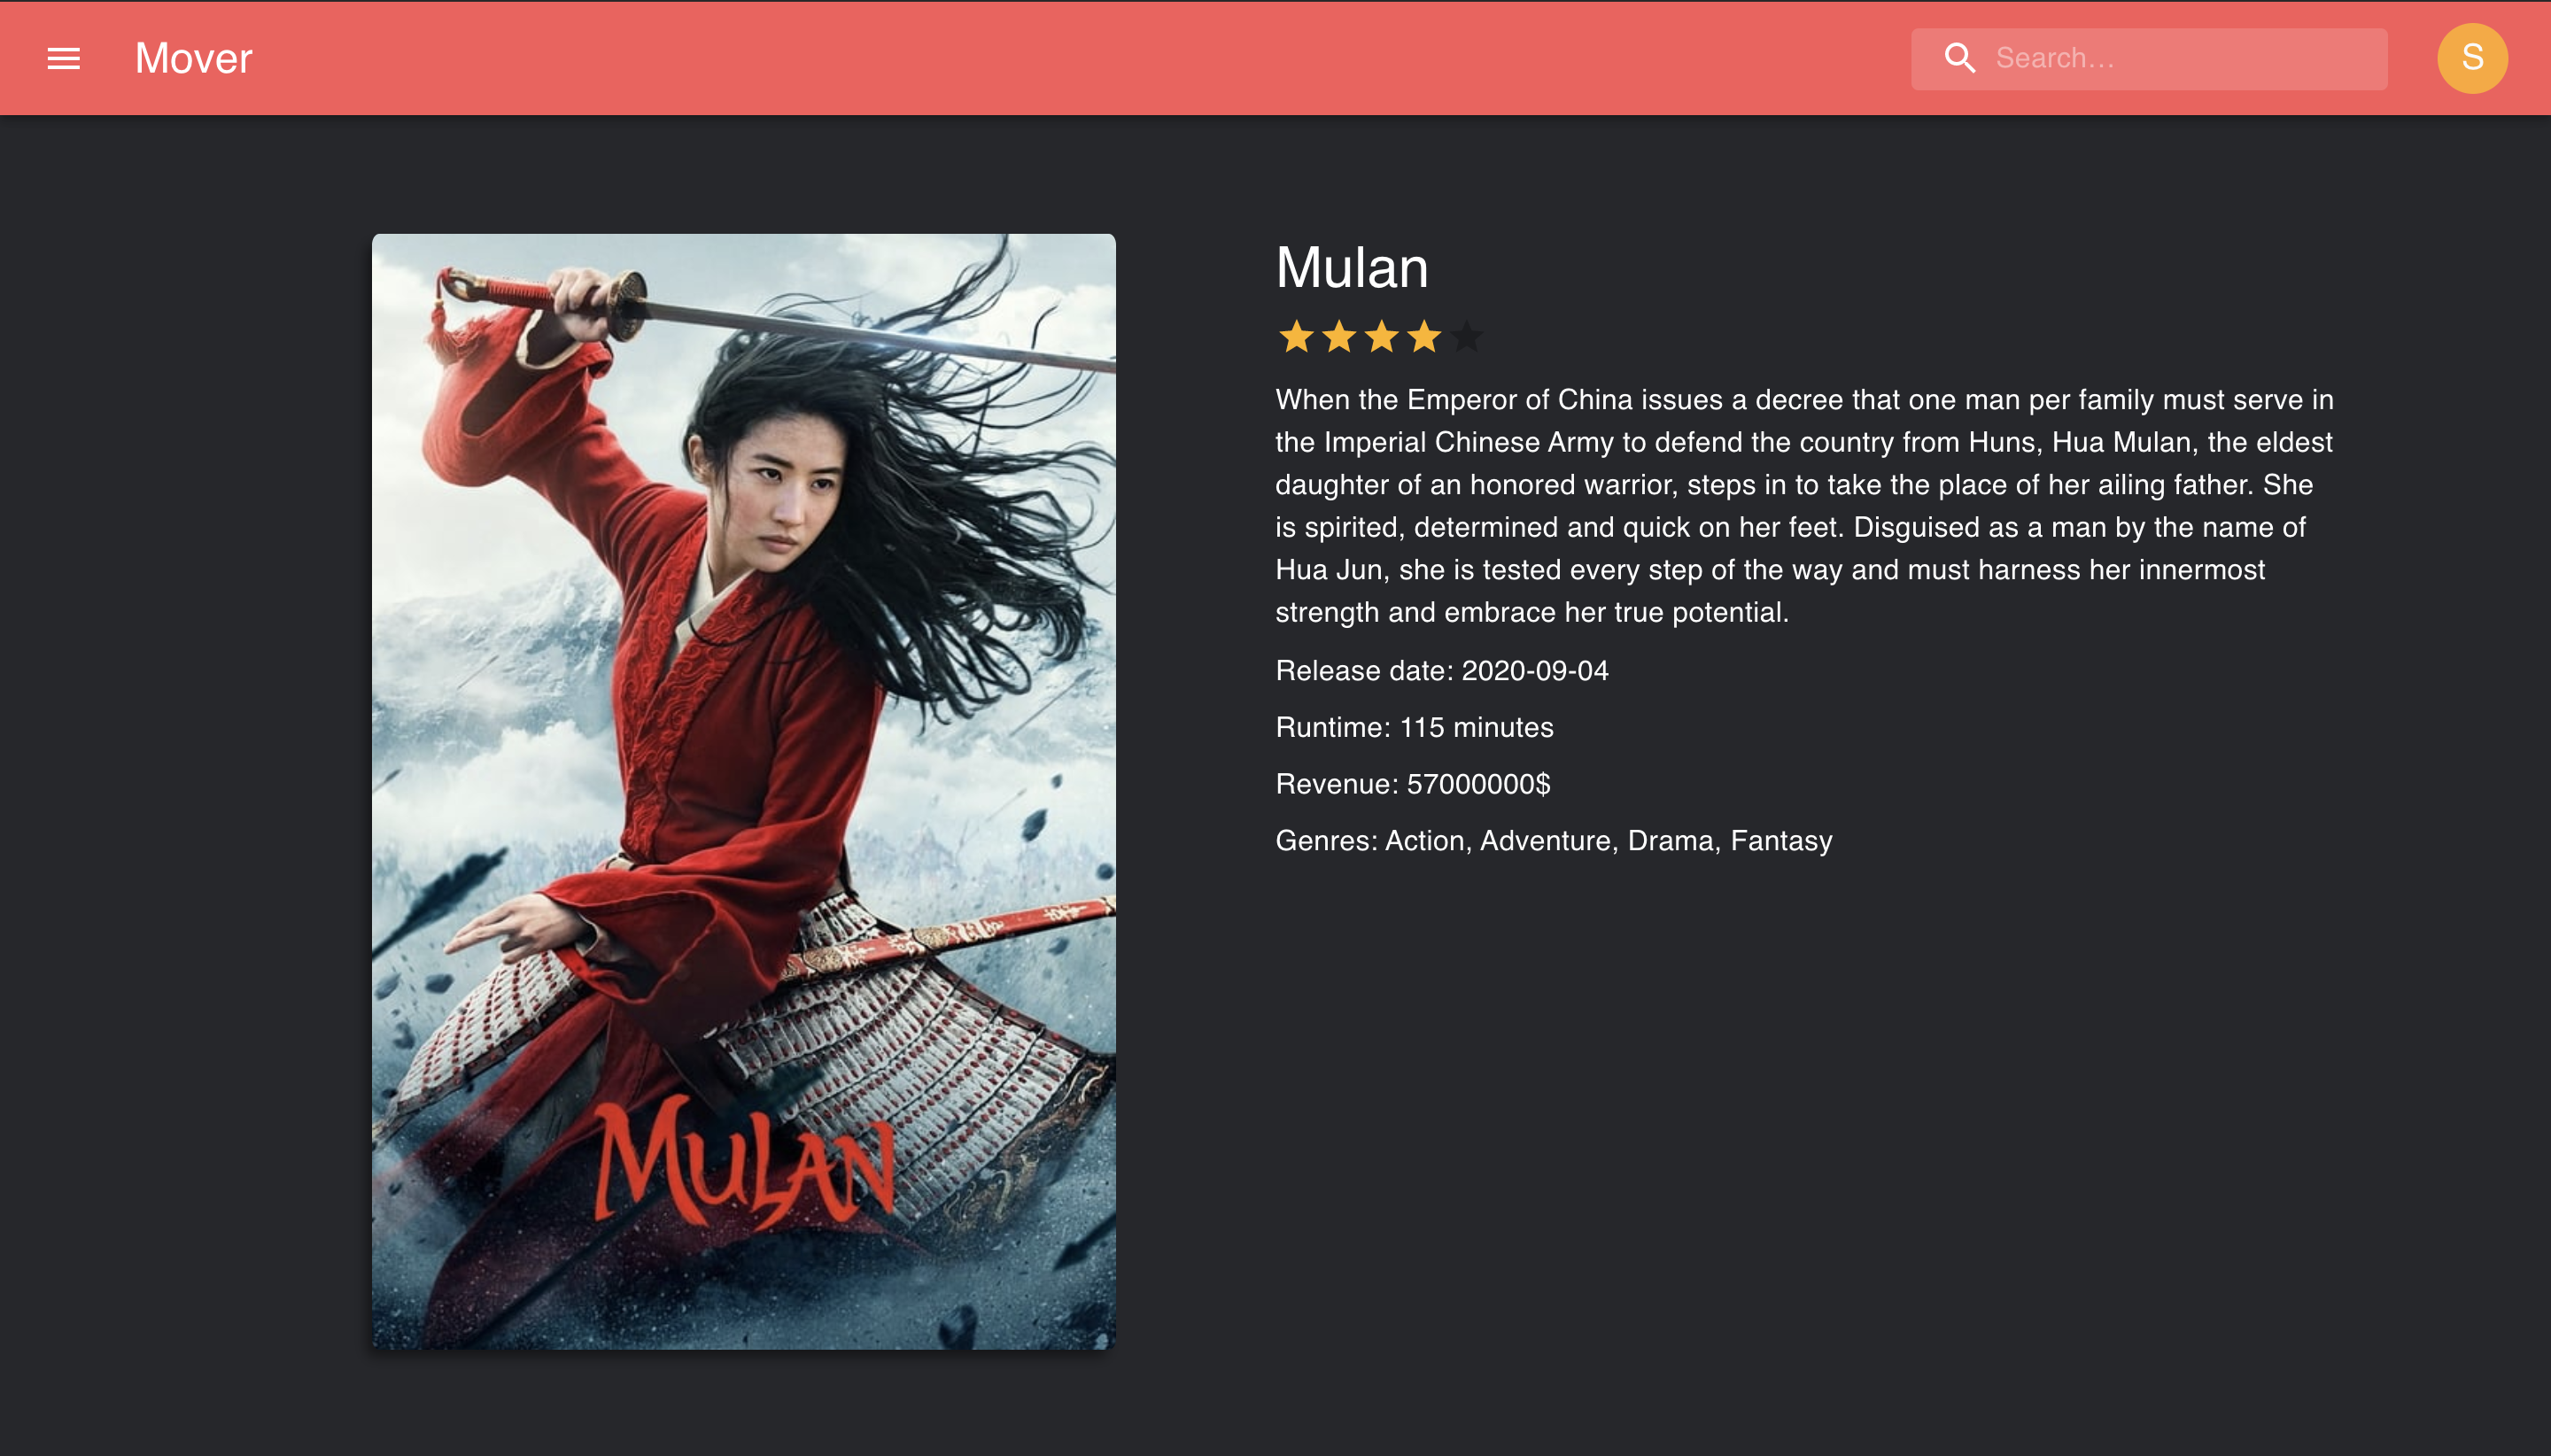 Mover
Search...
S
Mulan
When the Emperor of China issues a decree that one man per family must serve in
the Imperial Chinese Army to defend the country from Huns, Hua Mulan, the eldest
daughter of an honored warrior, steps in to take the place of her ailing father. She
is spirited, determined and quick on her feet. Disguised as a man by the name of
Hua Jun, she is tested every step of the way and must harness her innermost
strength and embrace her true potential.
Release date: 2020-09-04
Runtime: 115 minutes
Revenue: 57000000$
Genres: Action, Adventure, Drama, Fantasy
MULAN